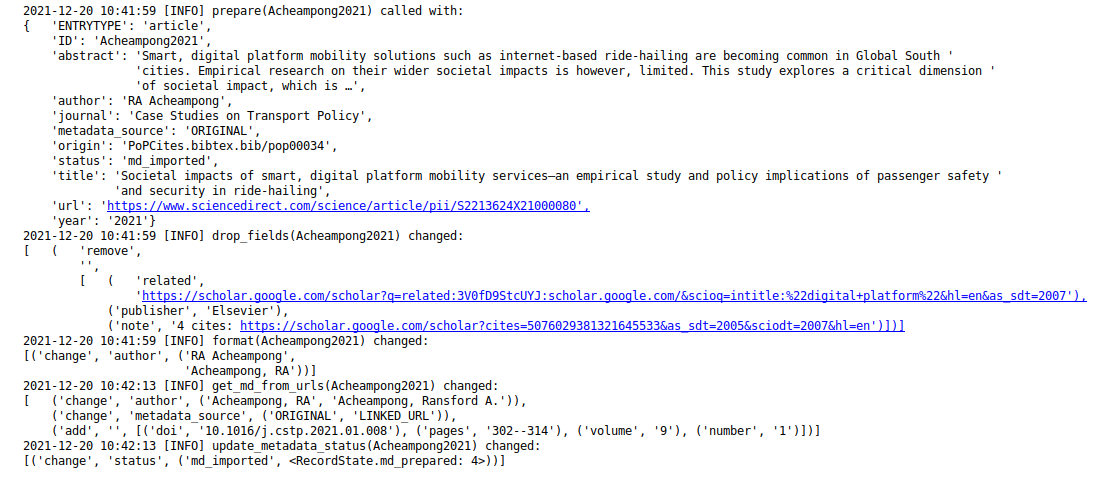 2021-12-20 10:41:59 [INFO] prepare(Acheampong2021) called with:
{   'ENTRYTYPE': 'article',
    'ID': 'Acheampong2021',
    'abstract': 'Smart, digital platform mobility solutions such as internet-based ride-hailing are becoming common in Global South '
                'cities. Empirical research on their wider societal impacts is however, limited. This study explores a critical dimension '
                'of societal impact, which is …',
    'author': 'RA Acheampong',
    'journal': 'Case Studies on Transport Policy',
    'metadata_source': 'ORIGINAL',
    'origin': 'PoPCites.bibtex.bib/pop00034',
    'status': 'md_imported',
    'title': 'Societal impacts of smart, digital platform mobility services—an empirical study and policy implications of passenger safety '
             'and security in ride-hailing',
    'url': 'https://www.sciencedirect.com/science/article/pii/S2213624X21000080',
    'year': '2021'}
2021-12-20 10:41:59 [INFO] drop_fields(Acheampong2021) changed:
[   (   'remove',
        '',
        [   (   'related',
                'https://scholar.google.com/scholar?q=related:3V0fD9StcUYJ:scholar.google.com/&scioq=intitle:%22digital+platform%22&hl=en&as_sdt=2007'),
            ('publisher', 'Elsevier'),
            ('note', '4 cites: https://scholar.google.com/scholar?cites=5076029381321645533&as_sdt=2005&sciodt=2007&hl=en')])]
2021-12-20 10:41:59 [INFO] format(Acheampong2021) changed:
[('change', 'author', ('RA Acheampong',
                       'Acheampong, RA'))]
2021-12-20 10:42:13 [INFO] get_md_from_urls(Acheampong2021) changed:
[   ('change', 'author', ('Acheampong, RA', 'Acheampong, Ransford A.')),
    ('change', 'metadata_source', ('ORIGINAL', 'LINKED_URL')),
    ('add', '', [('doi', '10.1016/j.cstp.2021.01.008'), ('pages', '302--314'), ('volume', '9'), ('number', '1')])]
2021-12-20 10:42:13 [INFO] update_metadata_status(Acheampong2021) changed:
[('change', 'status', ('md_imported', <RecordState.md_prepared: 4>))]